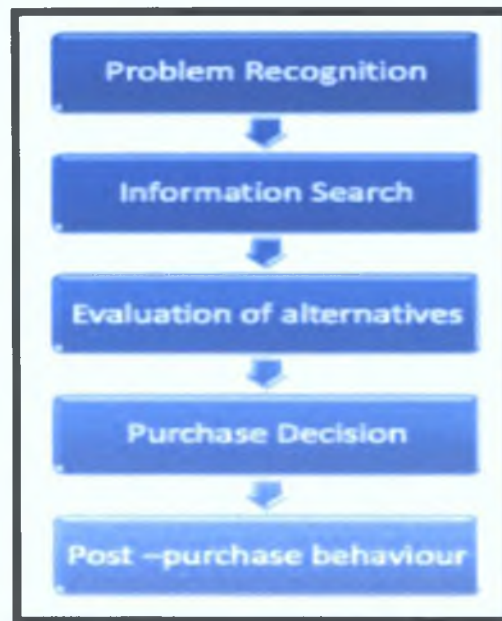 Problem Recognition
Information Search
Evaluation of alternatives
Purchase Decision
Post –purchase behaviour